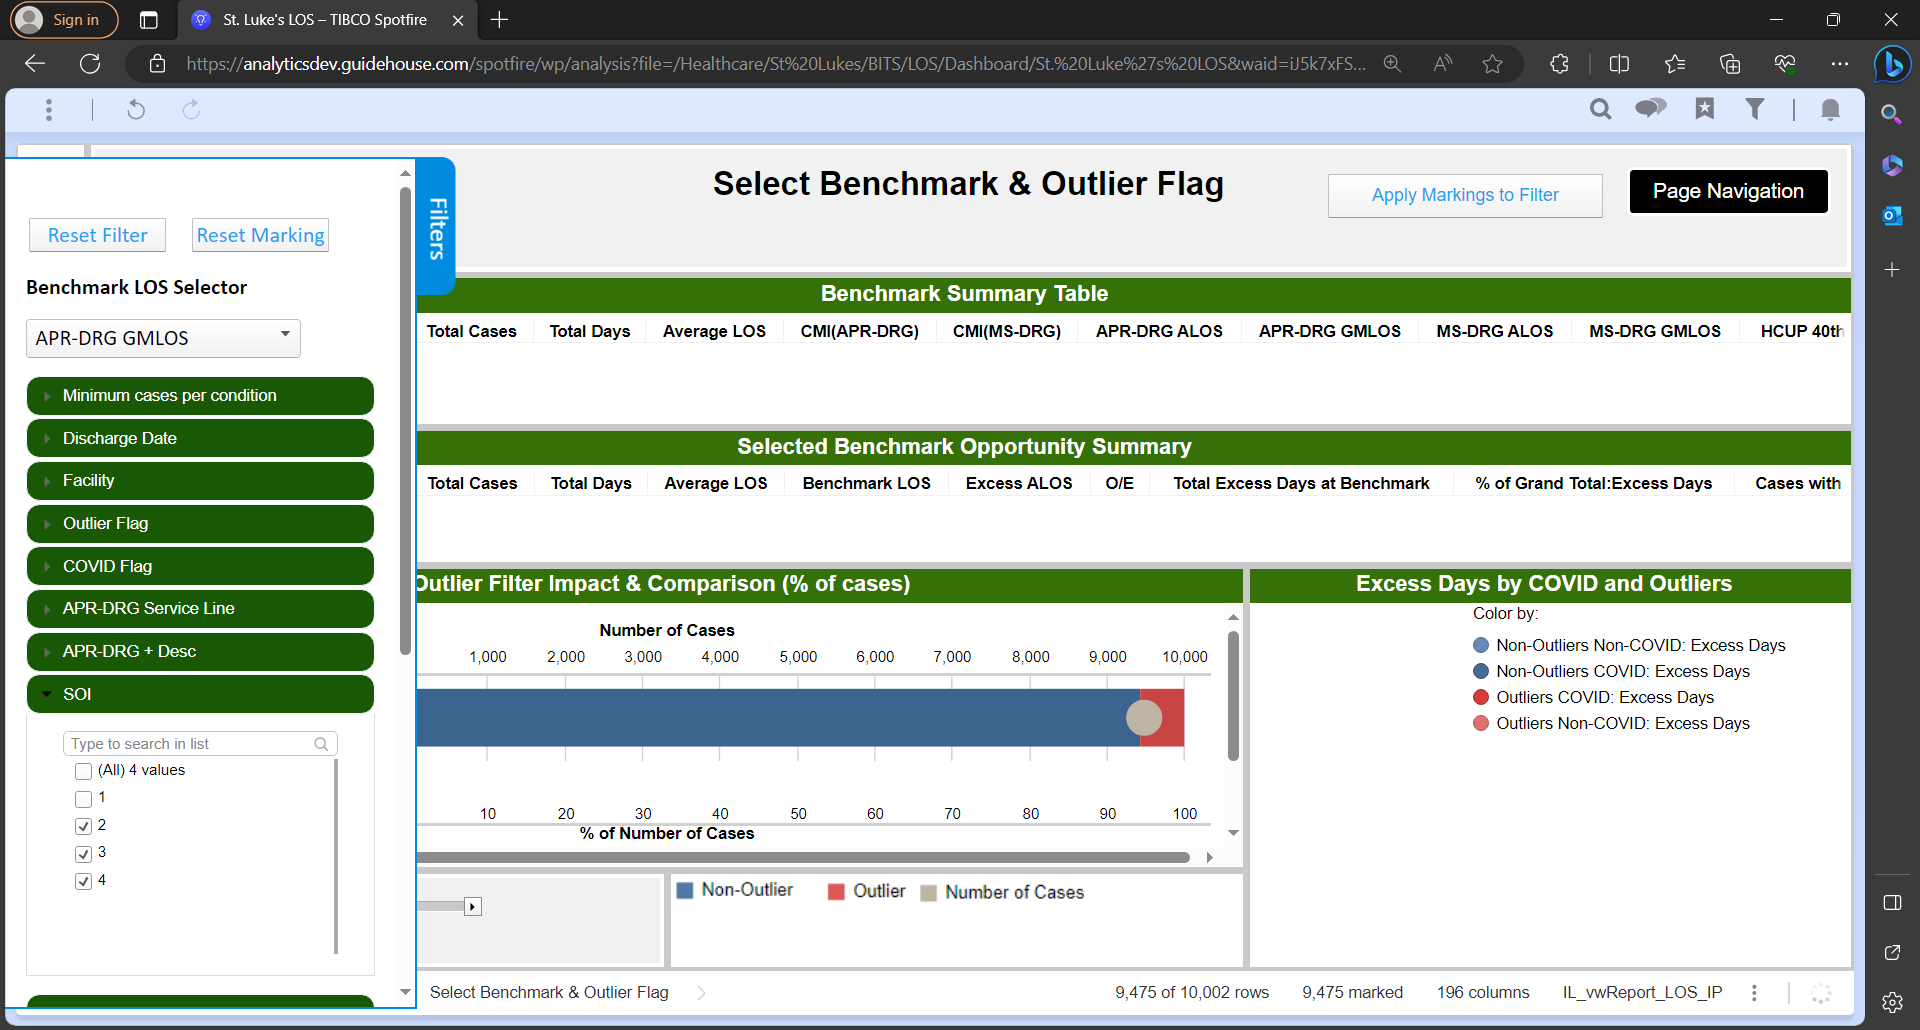 Sign in
St. Luke's LOS – TIBCO Spotfire
https://analyticsdev.guidehouse.com/spotfire/wp/analysis?file=/Healthcare/St%20Lukes/BITS/LOS/Dashboard/St.%20Luke%27s%20LOS&waid=iJ5k7xFS...
Select Benchmark & Outlier Flag
Apply Markings to Filter
Page Navigation
Filters
Reset Filter
Reset Marking
Benchmark LOS Selector
APR-DRG GMLOS
Minimum cases per condition
Discharge Date
Facility
Outlier Flag
COVID Flag
APR-DRG Service Line
APR-DRG + Desc
SOI
Type to search in list
(All) 4 values
1
2
3
4
Benchmark Summary Table
Total Cases Total Days Average LOS CMI(APR-DRG) CMI(MS-DRG) APR-DRG ALOS APR-DRG GMLOS MS-DRG ALOS MS-DRG GMLOS HCUP 40th
Selected Benchmark Opportunity Summary
Total Cases Total Days Average LOS Benchmark LOS Excess ALOS O/E Total Excess Days at Benchmark % of Grand Total:Excess Days Cases with
Outlier Filter Impact & Comparison (% of cases)
Number of Cases
1,000 2,000 3,000 4,000 5,000 6,000 7,000 8,000 9,000 10,000
10 20 30 40 50 60 70 80 90 100
% of Number of Cases
Non-Outlier Outlier Number of Cases
Excess Days by COVID and Outliers
Color by:
Non-Outliers Non-COVID: Excess Days
Non-Outliers COVID: Excess Days
Outliers COVID: Excess Days
Outliers Non-COVID: Excess Days
Select Benchmark & Outlier Flag
9,475 of 10,002 rows 9,475 marked 196 columns IL_vwReport_LOS_IP